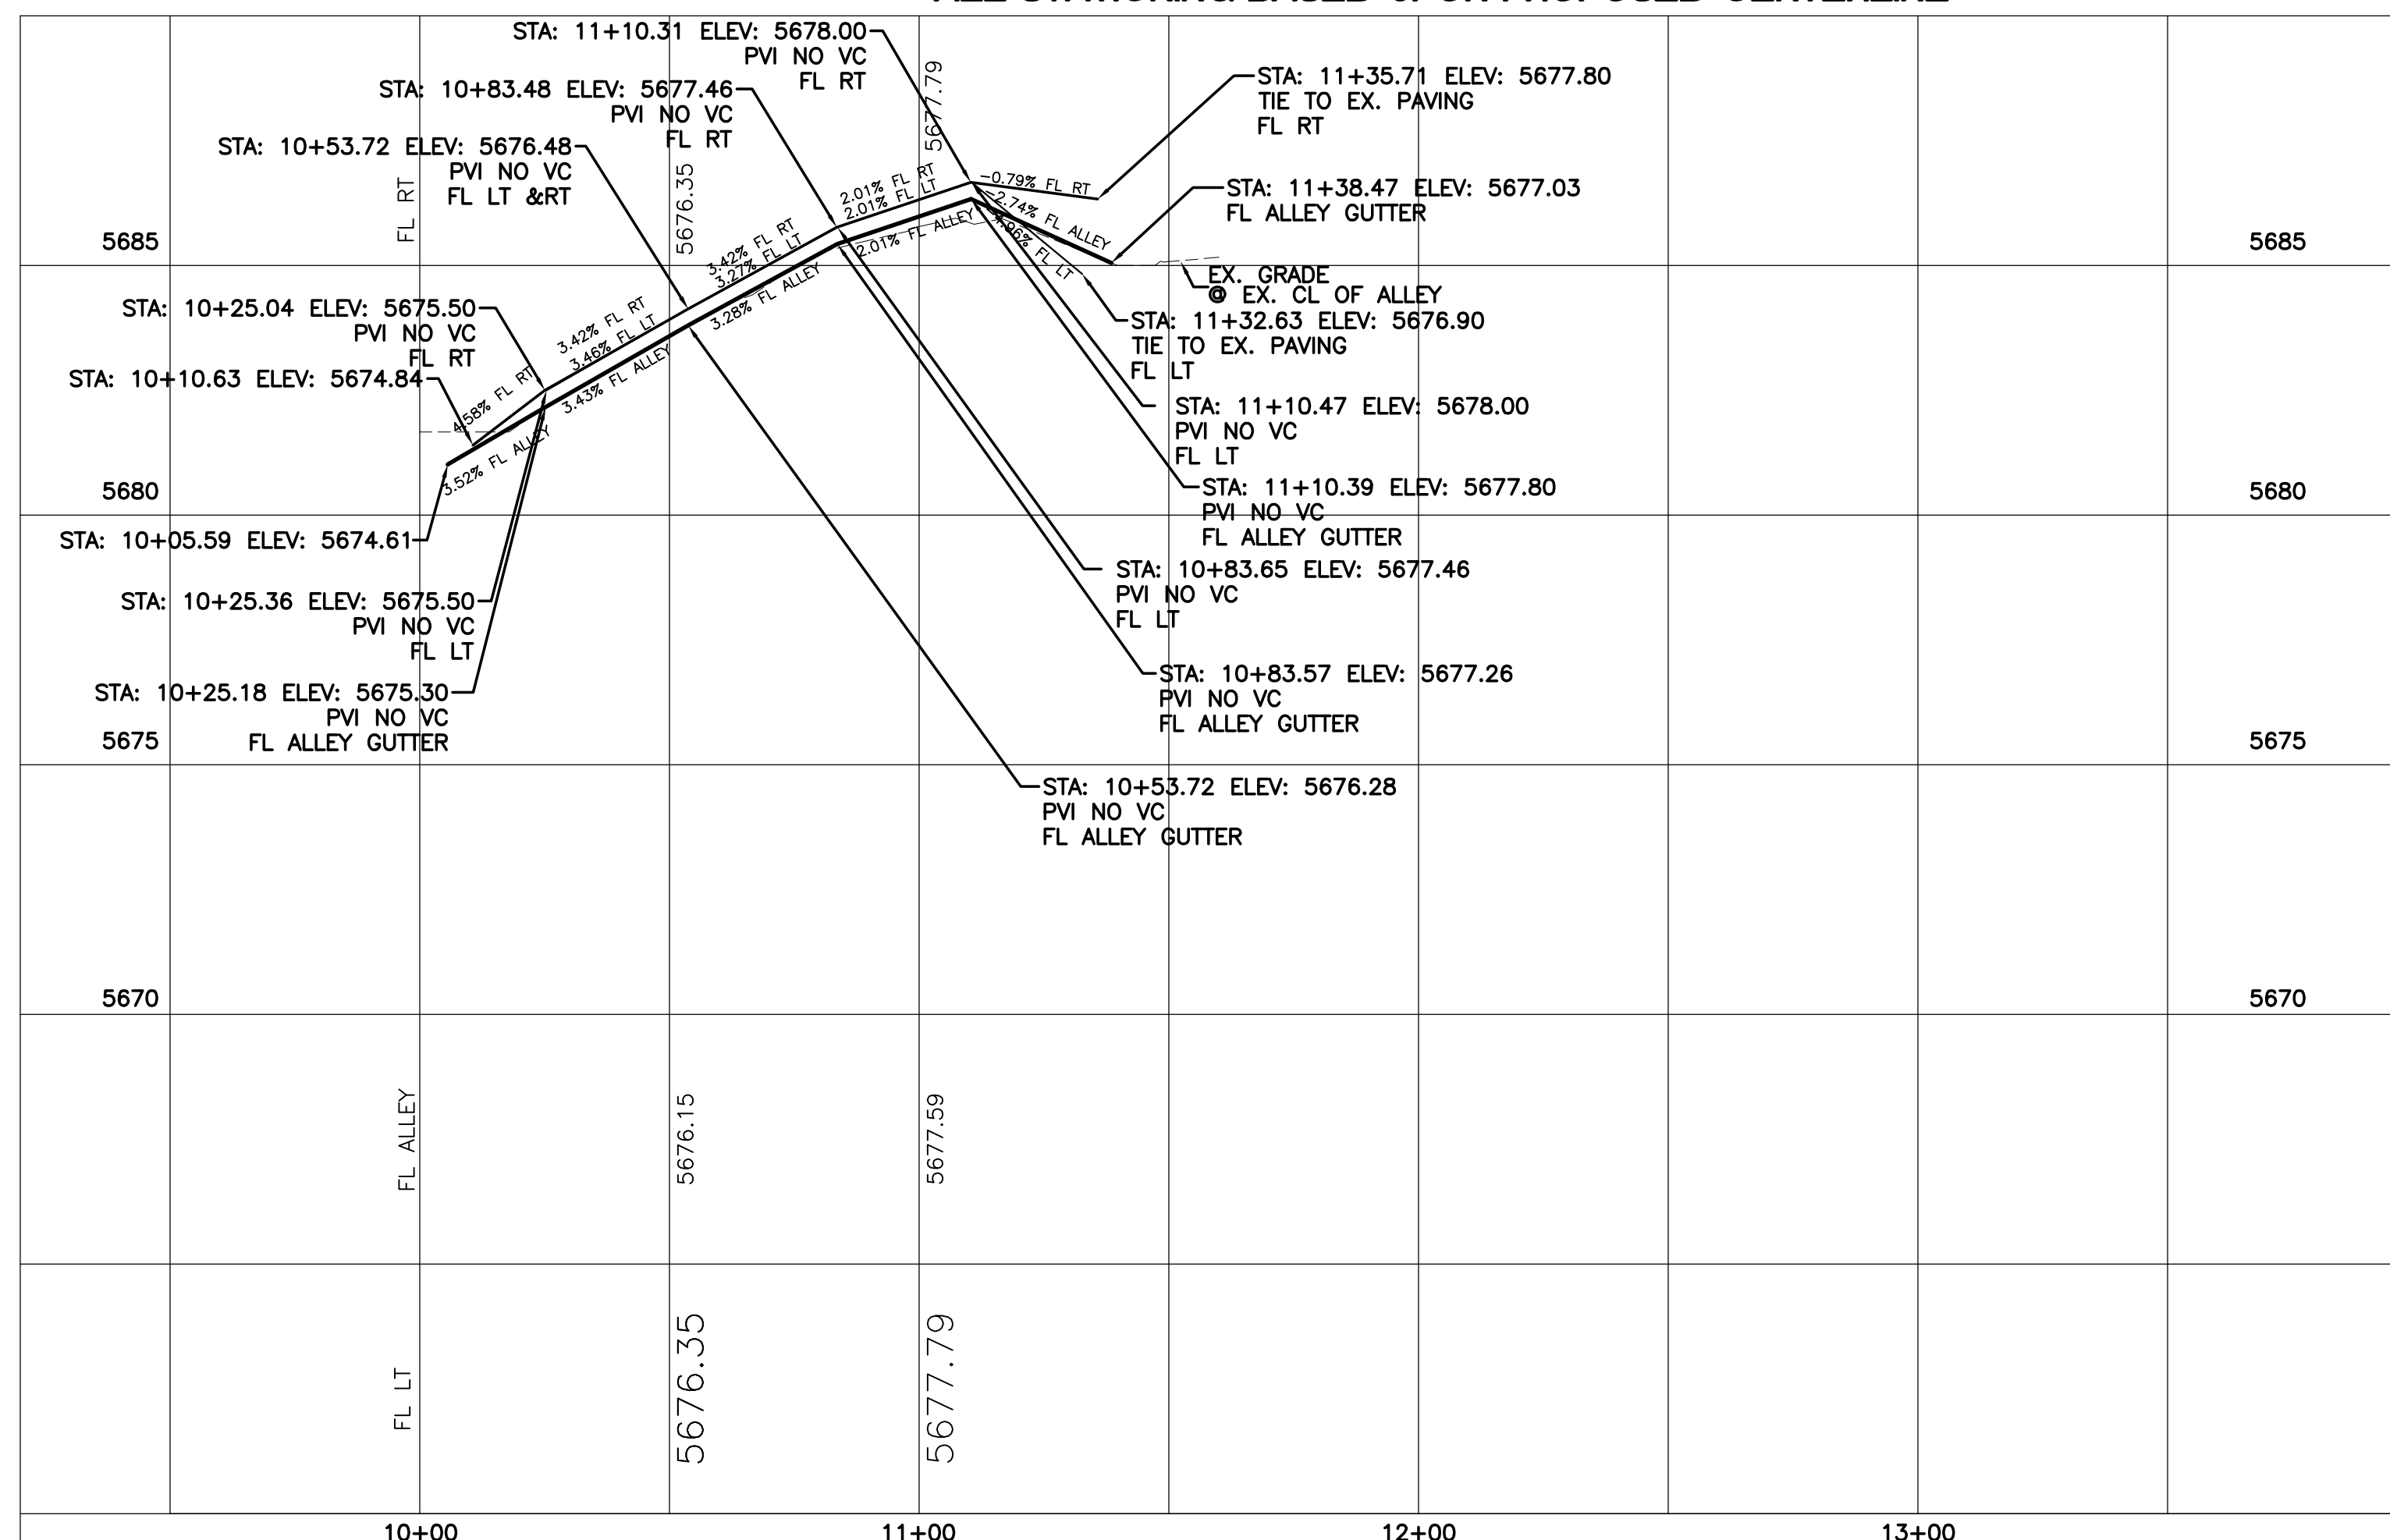 STA: 11+10.31 ELEV: 5678.00
PVI NO VC
FL RT
STA: 10+83.48 ELEV: 5677.46
PVI NO VC
FL RT
STA: 10+53.72 ELEV: 5676.48
PVI NO VC
FL LT &RT
FL RT
5676.35
5677.79
STA: 11+35.71 ELEV: 5677.80
TIE TO EX. PAVING
FL RT
STA: 11+38.47 ELEV: 5677.03
FL ALLEY GUTTER
2.01% FL RT
2.01% FL LT
2.01% FL ALLEY
-0.79% FL RT
-2.74% FL ALLEY
FL LT
3.42% FL RT
3.27% FL LT
3.28% FL ALLEY
5685
5685
EX. GRADE
@ EX. CL OF ALLEY
STA: 10+25.04 ELEV: 5675.50
PVI NO VC
FL RT
3.42% FL RT
3.46% FL LT
3.43% FL ALLEY
STA: 11+32.63 ELEV: 5676.90
TIE TO EX. PAVING
FL LT
STA: 10+10.63 ELEV: 5674.84
4.58% FL RT
3.52% FL ALLEY
STA: 11+10.47 ELEV: 5678.00
PVI NO VC
FL LT
5680
5680
STA: 11+10.39 ELEV: 5677.80
PVI NO VC
FL ALLEY GUTTER
STA: 10+05.59 ELEV: 5674.61
STA: 10+83.65 ELEV: 5677.46
PVI NO VC
FL LT
STA: 10+25.36 ELEV: 5675.50
PVI NO VC
FL LT
STA: 10+83.57 ELEV: 5677.26
PVI NO VC
FL ALLEY GUTTER
STA: 10+25.18 ELEV: 5675.30
PVI NO VC
FL ALLEY GUTTER
5675
5675
STA: 10+53.72 ELEV: 5676.28
PVI NO VC
FL ALLEY GUTTER
5670
5670
FL ALLEY
5676.15
5677.59
FL LT
5676.35
5677.79
10+00
11+00
12+00
13+00